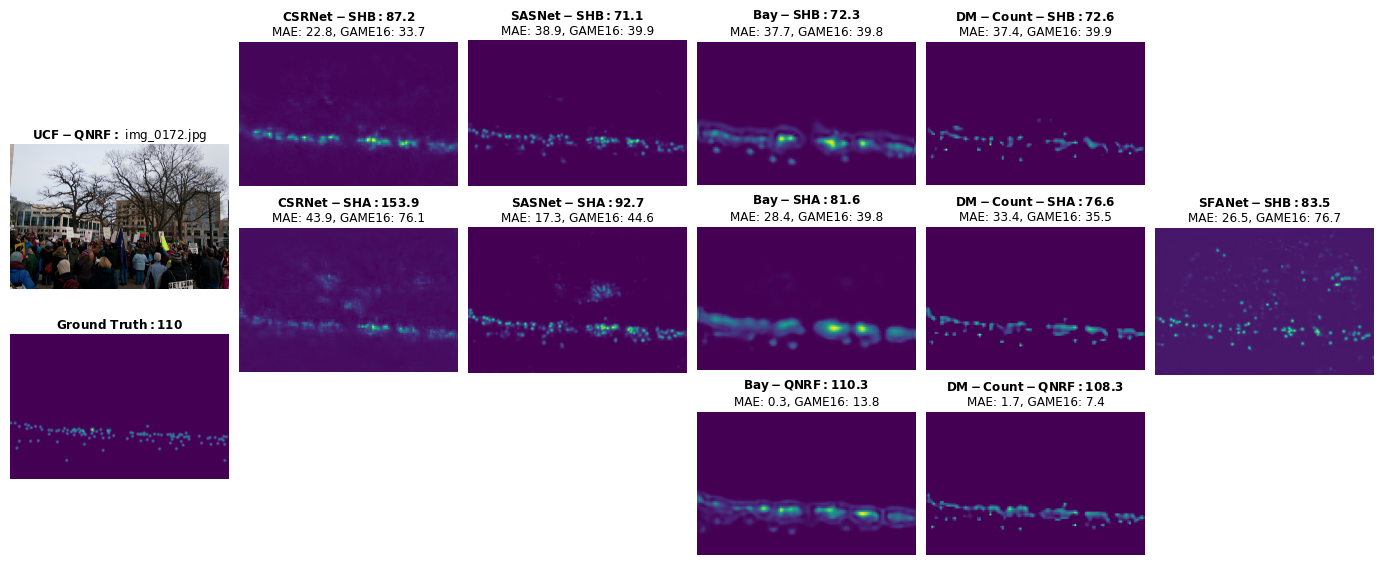 CSRNet−SHB: 87.2
MAE: 22.8, GAME16: 33.7
SASNet−SHB: 71.1
MAE: 38.9, GAME16: 39.9
Bay−SHB: 72.3
MAE: 37.7, GAME16: 39.8
DM−Count−SHB: 72.6
MAE: 37.4, GAME16: 39.9
UCF−QNRF: img_0172.jpg
CSRNet−SHA: 153.9
MAE: 43.9, GAME16: 76.1
SASNet−SHA: 92.7
MAE: 17.3, GAME16: 44.6
Bay−SHA: 81.6
MAE: 28.4, GAME16: 39.8
DM−Count−SHA: 76.6
MAE: 33.4, GAME16: 35.5
SFANet−SHB: 83.5
MAE: 26.5, GAME16: 76.7
Ground Truth: 110
Bay−QNRF: 110.3
MAE: 0.3, GAME16: 13.8
DM−Count−QNRF: 108.3
MAE: 1.7, GAME16: 7.4